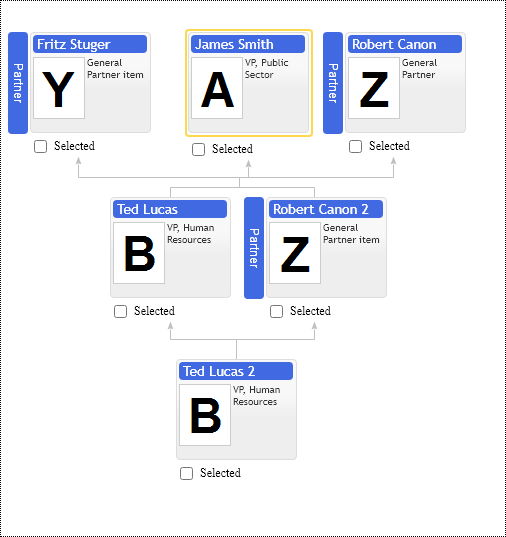 Partner
Fritz Stuger
Y
General
Partner item
Selected
James Smith
A
VP, Public
Sector
Selected
Partner
Robert Canon
Z
General
Partner
Selected
Ted Lucas
B
VP, Human
Resources
Selected
Partner
Robert Canon 2
Z
General
Partner item
Selected
Ted Lucas 2
B
VP, Human
Resources
Selected